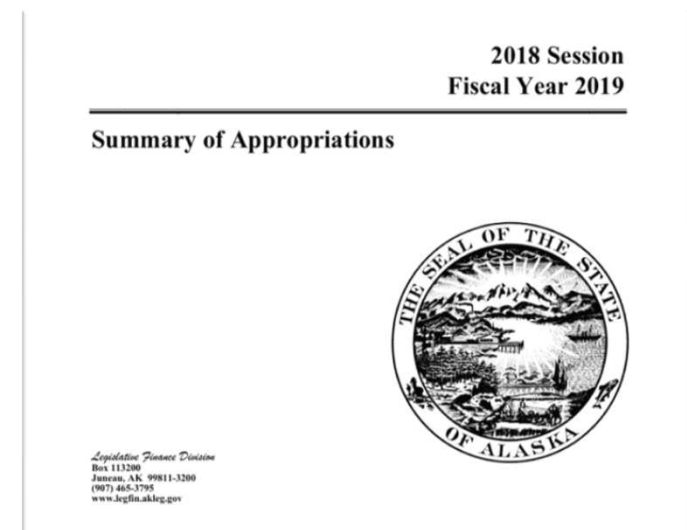 2018 Session
Fiscal Year 2019
Summary of Appropriations
THE SEAL OF THE STATE
OF ALASKA
Legislative Finance Division
Box 113200
Juneau, AK 99811-3200
(907) 465-3795
www.legfin.akleg.gov